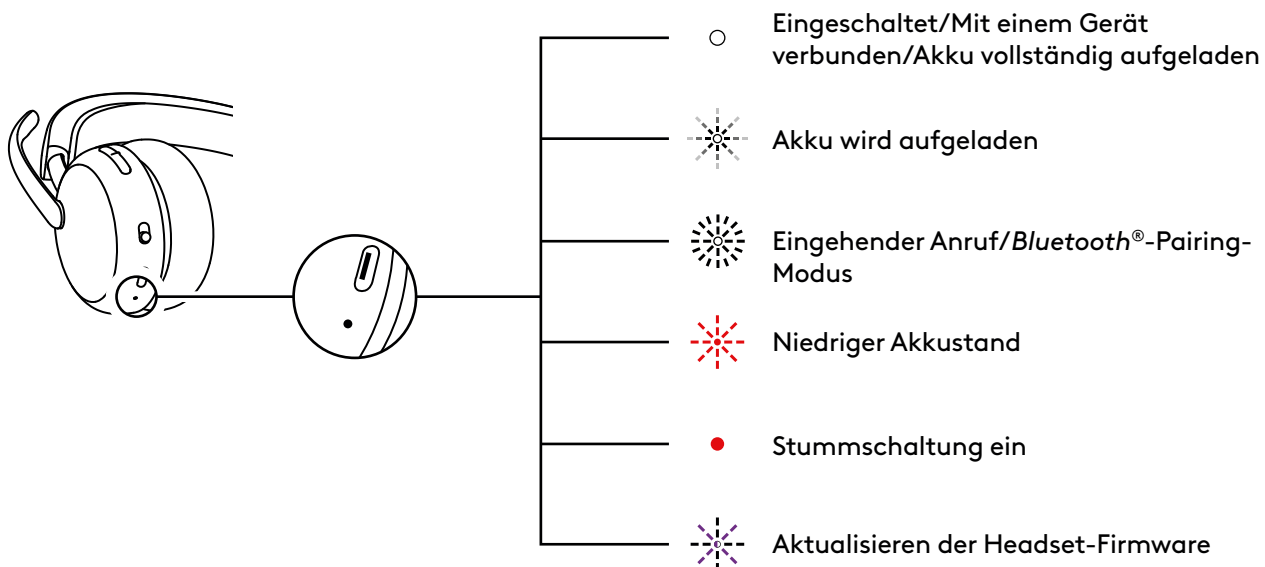 Eingeschaltet/Mit einem Gerät
verbunden/Akku vollständig aufgeladen
Akku wird aufgeladen
Eingehender Anruf/Bluetooth®-Pairing-
Modus
Niedriger Akkustand
Stummschaltung ein
Aktualisieren der Headset-Firmware